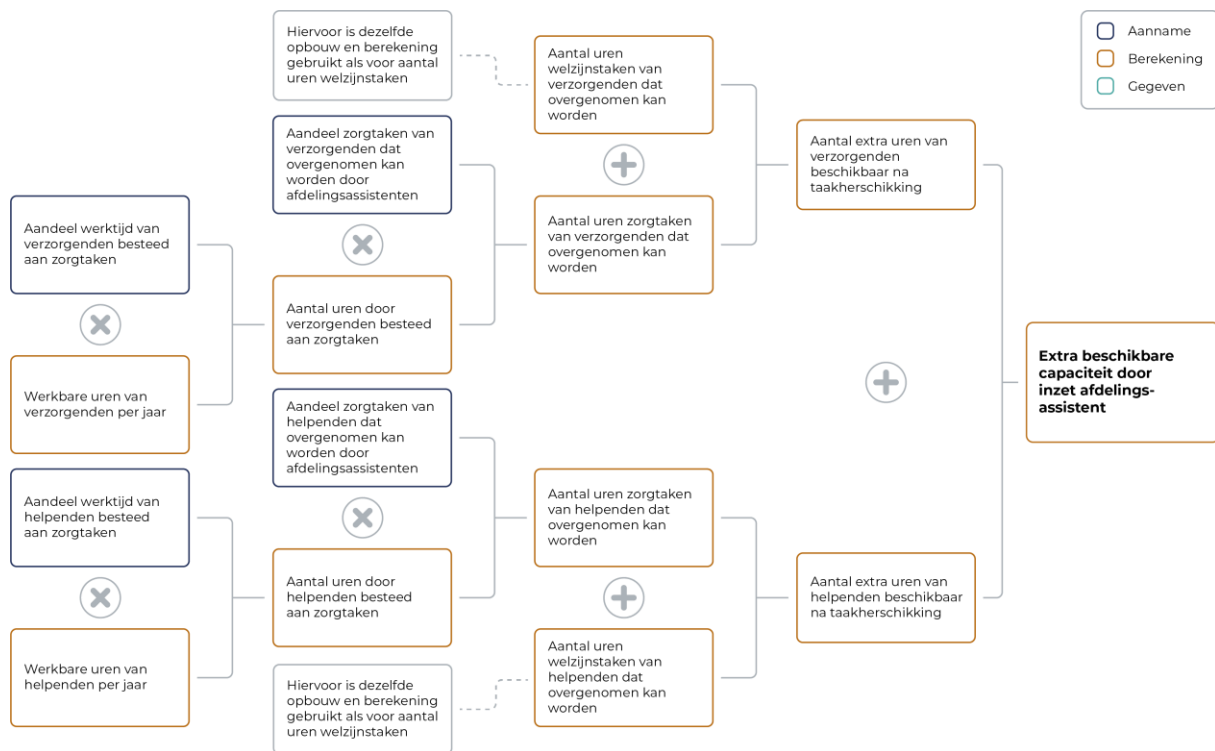 Hiervoor is dezelfde
opbouw en berekening
gebruikt als voor aantal
uren welzijnstaken
Aantal uren
welzijnstaken van
verzorgenden dat
overgenomen kan
worden
Aanname
Berekening
Gegeven
Aandeel zorgtaken van
verzorgenden dat
overgenomen kan
worden door
afdelingsassistenten
Aantal extra uren van
verzorgenden
beschikbaar na
taakherschikking
Aandeel werktijd van
verzorgenden besteed
aan zorgtaken
Aantal uren zorgtaken
van verzorgenden dat
overgenomen kan
worden
Aantal uren door
verzorgenden besteed
aan zorgtaken
Werkbare uren van
verzorgenden per jaar
Extra beschikbare
capaciteit door
inzet afdelings-
assistent
Aandeel zorgtaken van
helpenden dat
overgenomen kan
worden door
afdelingsassistenten
Aandeel werktijd van
helpenden besteed
aan zorgtaken
Aantal uren zorgtaken
van helpenden dat
overgenomen kan
worden
Aantal uren door
helpenden besteed
aan zorgtaken
Aantal extra uren van
helpenden beschikbaar
na taakherschikking
Werkbare uren van
helpenden per jaar
Aantal uren
welzijnstaken van
helpenden dat
overgenomen kan
worden
Hiervoor is dezelfde
opbouw en berekening
gebruikt als voor aantal
uren welzijnstaken